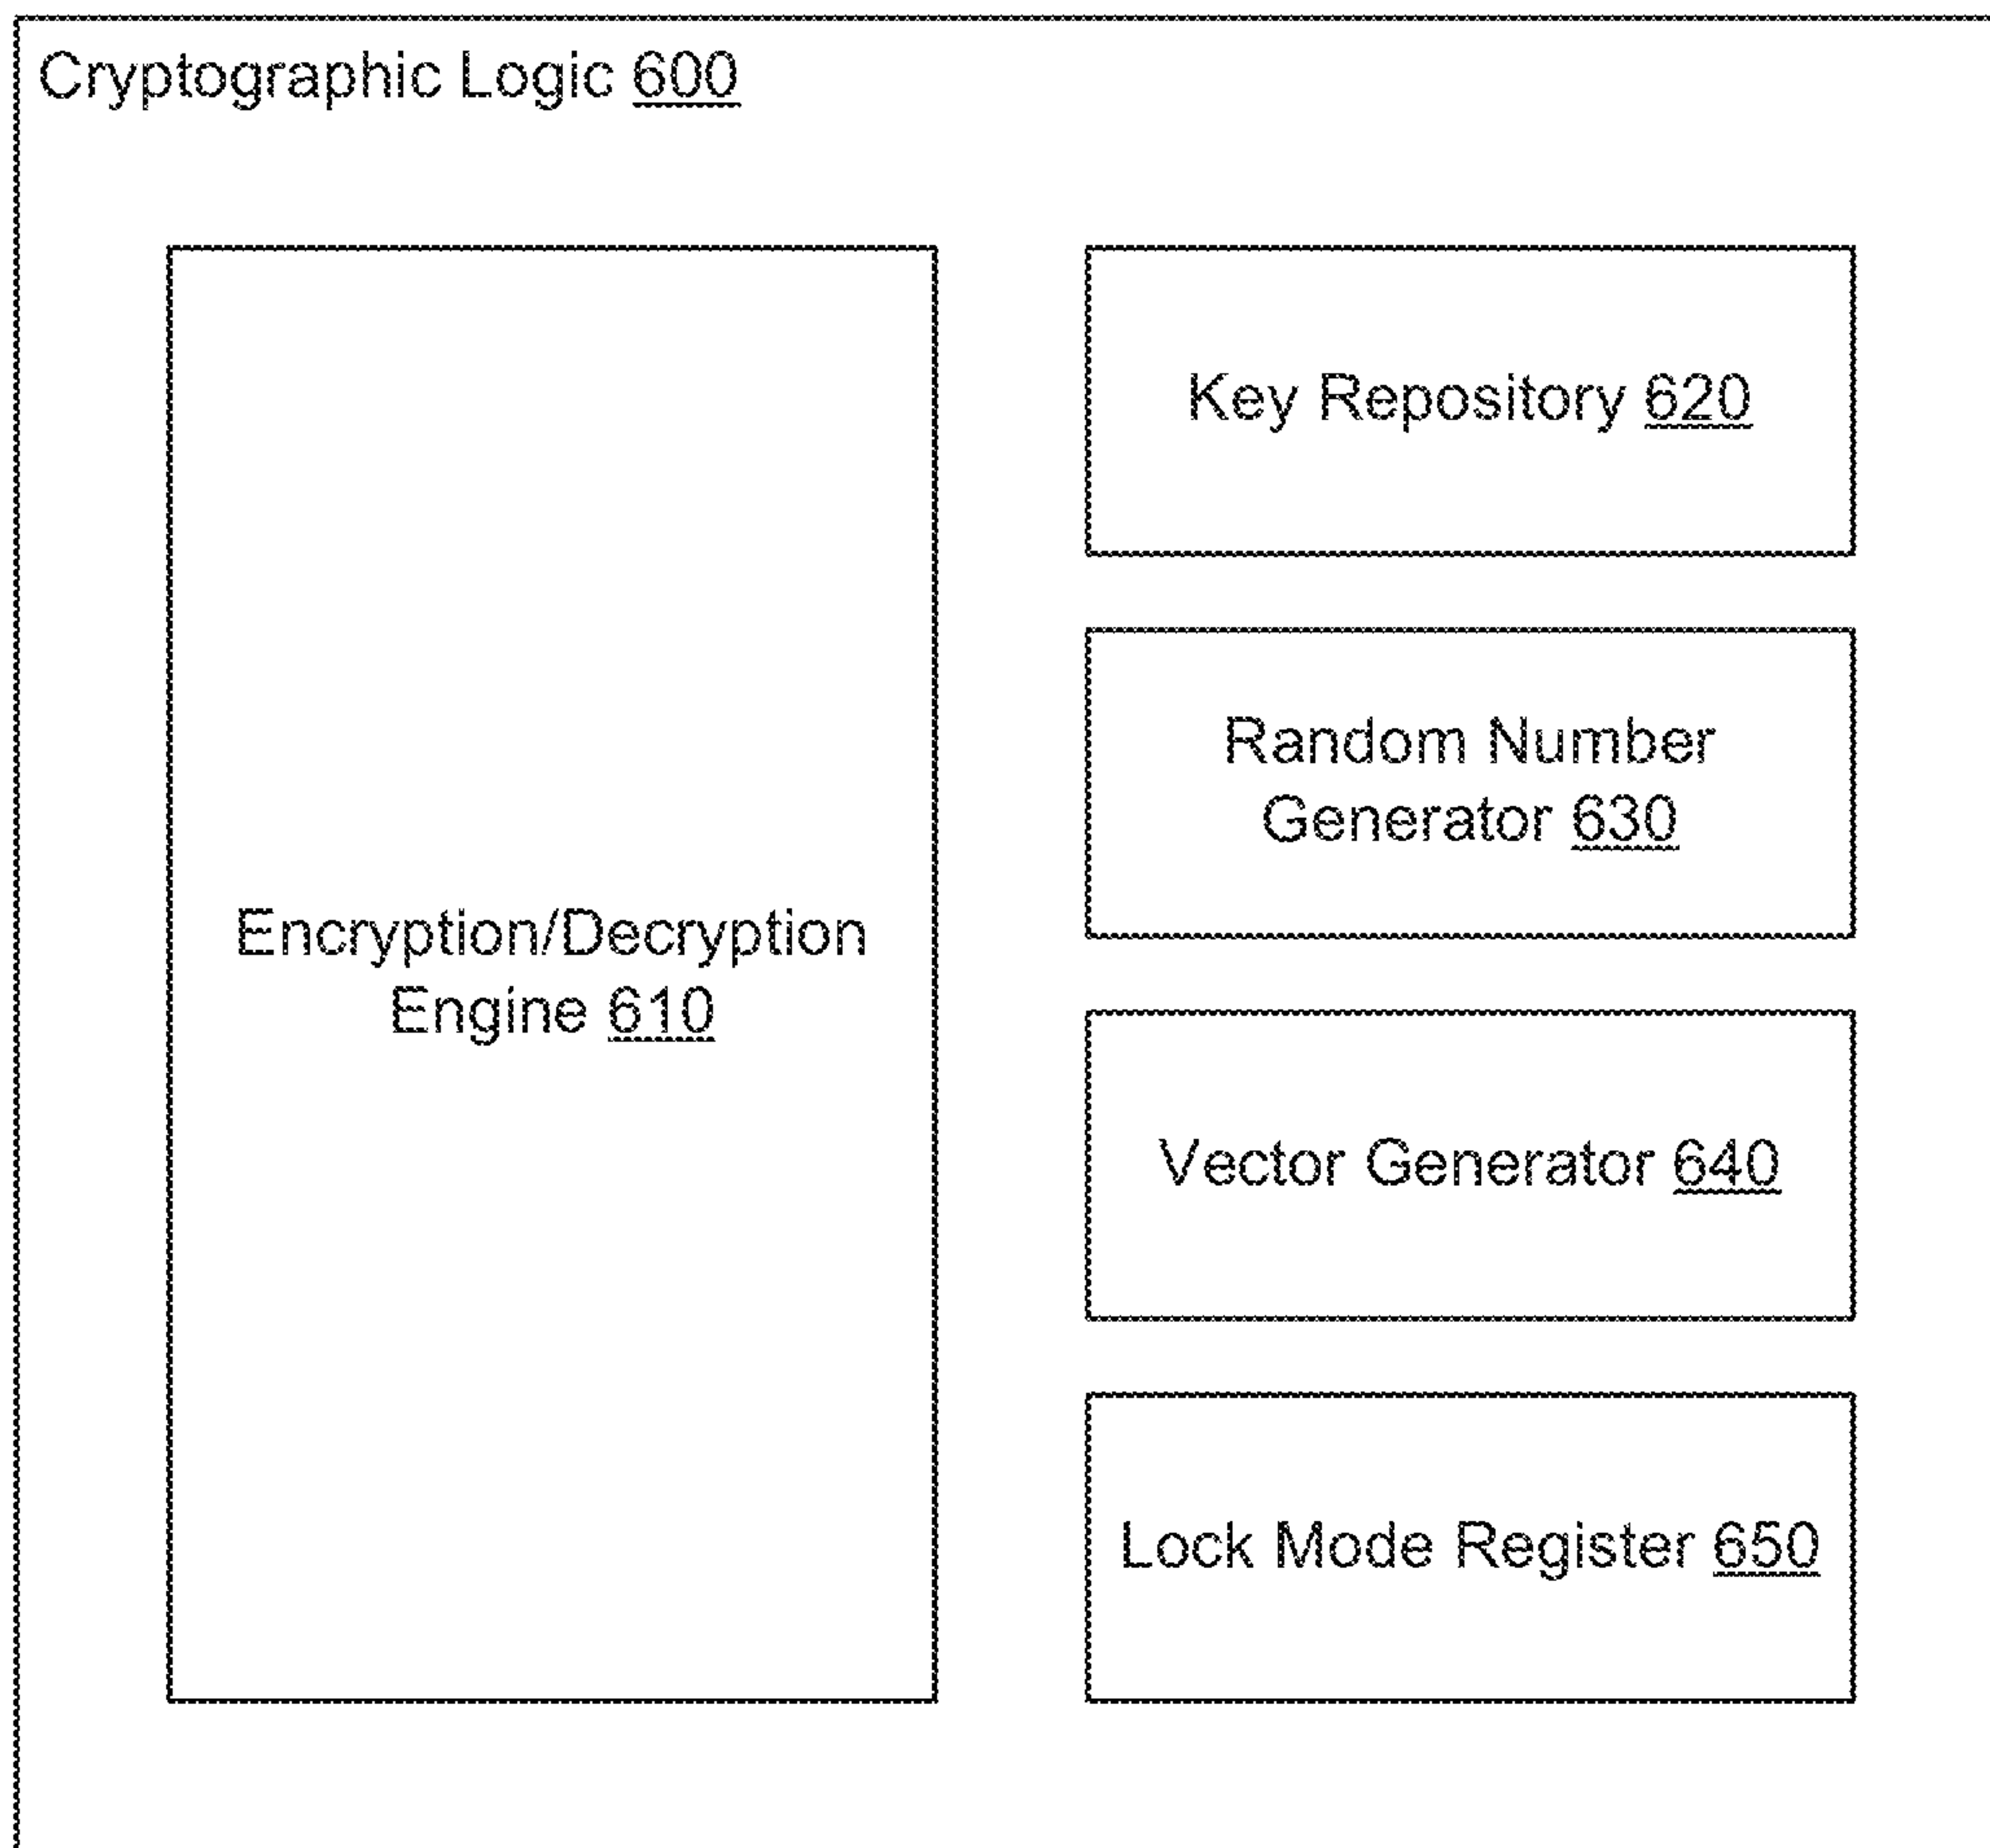 Cryptographic Logic 600
Encryption/Decryption
Engine 610
Key Repository 620
Random Number
Generator 630
Vector Generator 640
Lock Mode Register 650